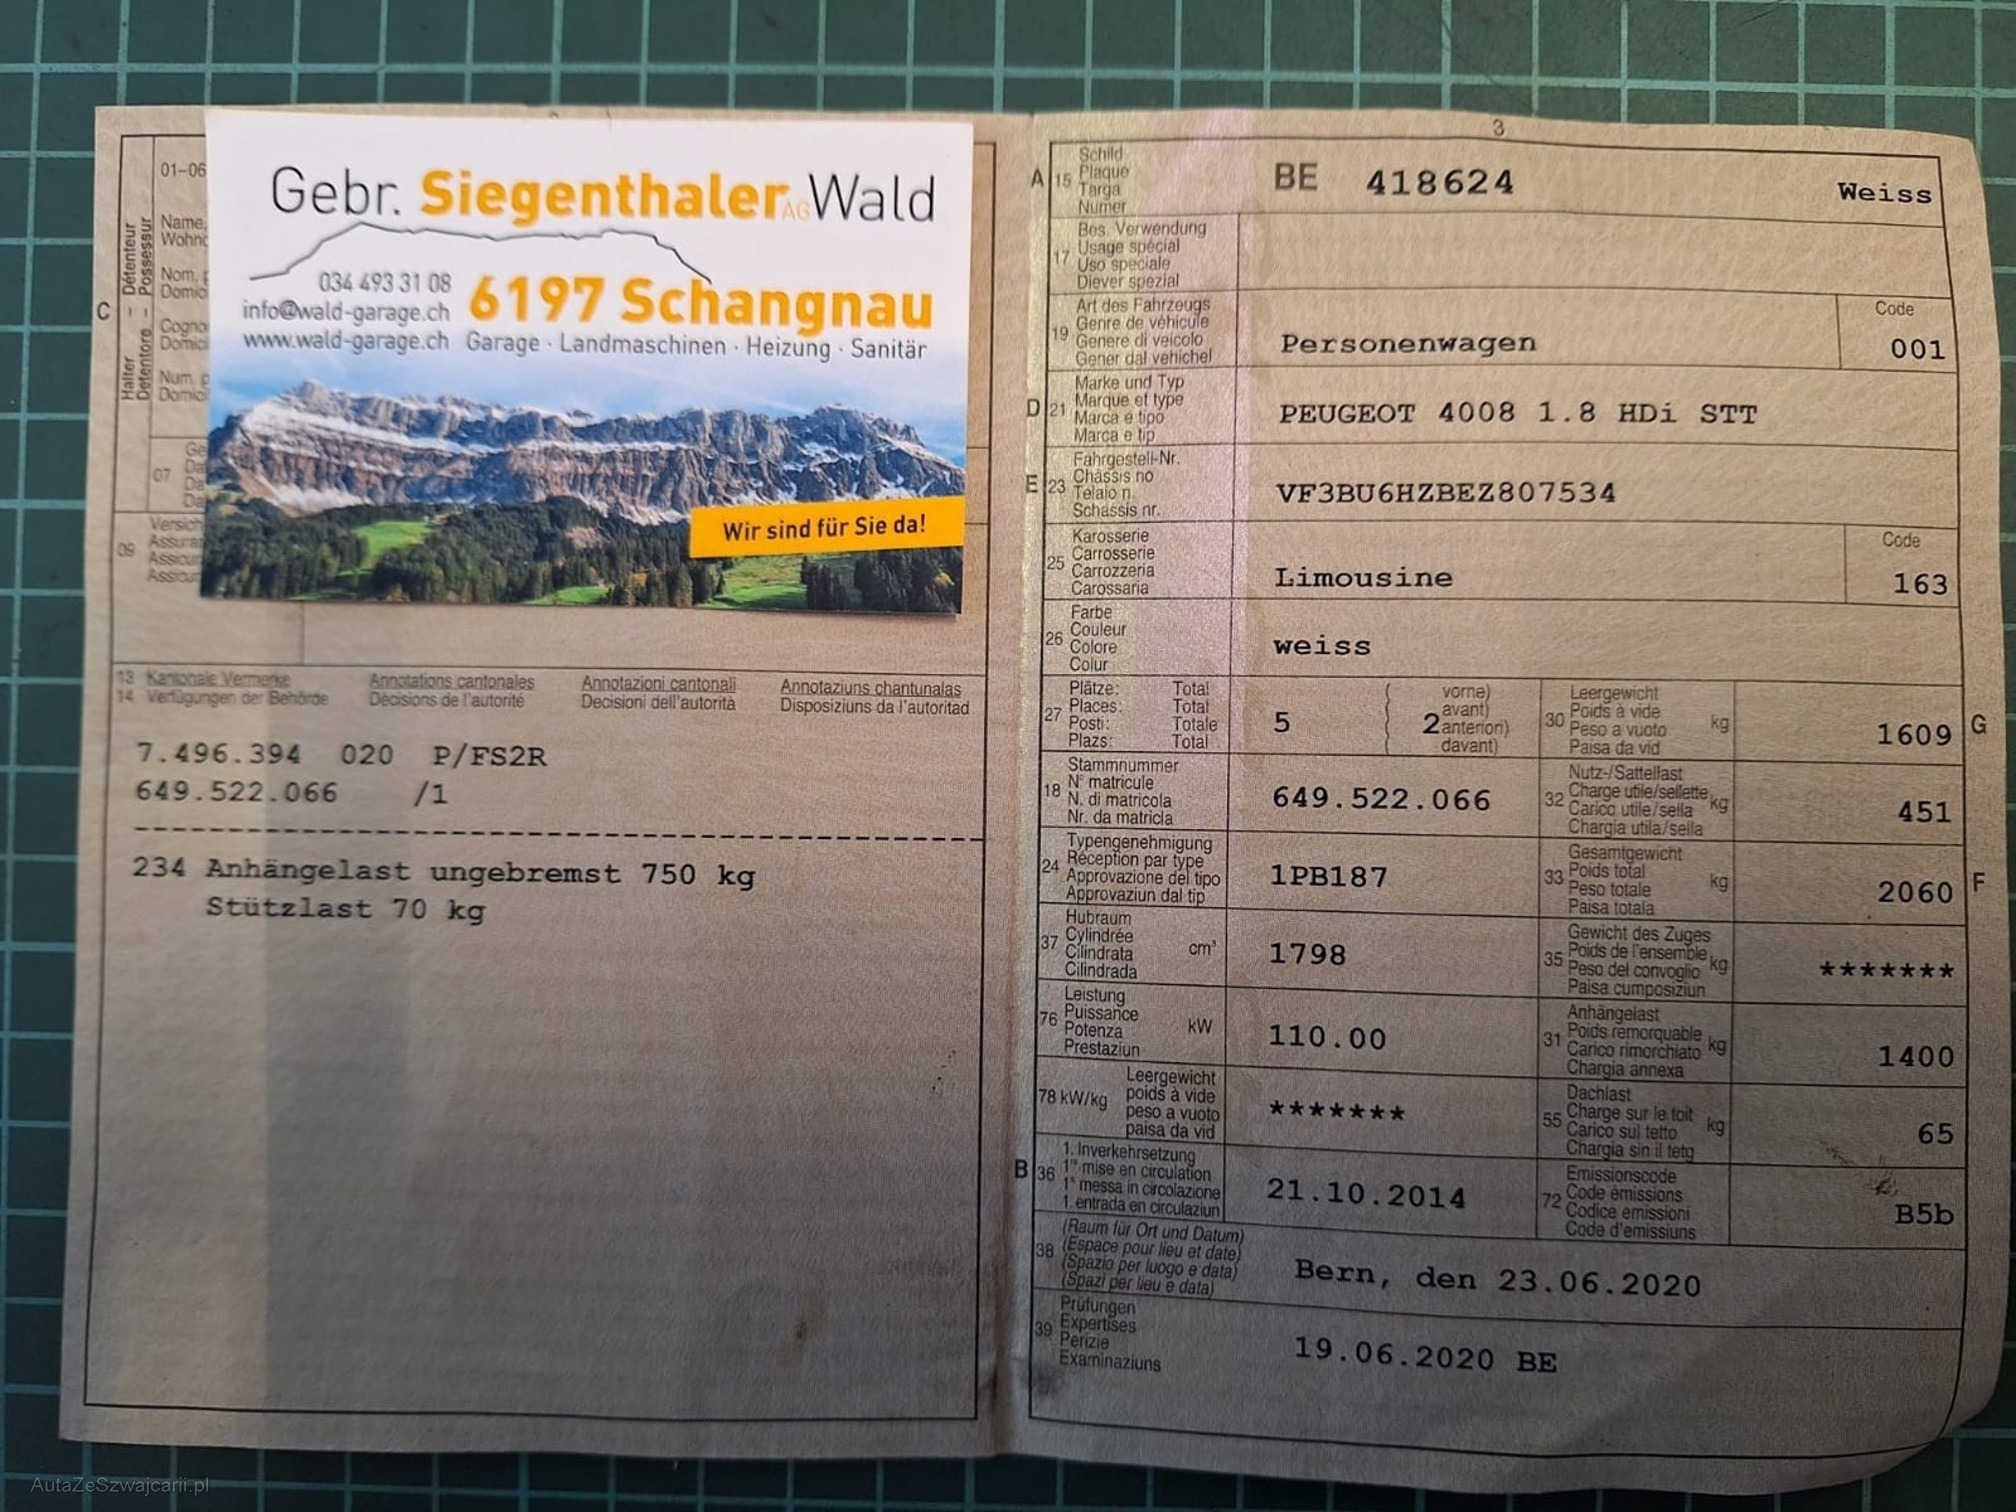 Gebr. Siegenthaler AG Wald
034 493 31 08
info@wald-garage.ch
www.wald-garage.ch
6197 Schangnau
Garage · Landmaschinen · Heizung · Sanitär
Wir sind für Sie da!
C
Halter - Détenteur
Detentore - Possessur
01–06
Name,
Nom,
07
09
13 Kantonale Vermerke Annotations cantonales Annotazioni cantonali Annotaziuns chantunalas
14 Verfügungen der Behörde Décisions de l'autorité Decisioni dell'autorità Disposiziuns da l'autoritad
7.496.394 020 P/FS2R
649.522.066 /1
234 Anhängelast ungebremst 750 kg
Stützlast 70 kg
3
A 15
Schild
Plaque
Targa
Numer
BE 418624 Weiss
17
Bes. Verwendung
Usage spécial
Uso speciale
Diever spezial
19
Art des Fahrzeugs
Genre de véhicule
Genere di veicolo
Gener dal vehichel
Personenwagen
Code
001
D 21
Marke und Typ
Marque et type
Marca e tipo
Marca e tip
PEUGEOT 4008 1.8 HDi STT
E 23
Fahrgestell-Nr.
Châssis no
Telaio n.
Schassis nr.
VF3BU6HZBEZ807534
25
Karosserie
Carrosserie
Carrozzeria
Carossaria
Limousine
Code
163
26
Farbe
Couleur
Colore
Colur
weiss
27
Plätze: Total
Places: Total
Posti: Totale
Plazs: Total
5
2
vorne)
avant)
anteriori)
davant)
30
Leergewicht
Poids à vide
Peso a vuoto
Paisa da vid
kg
1609
G
18
Stammnummer
N° matricule
N. di matricola
Nr. da matricla
649.522.066
32
Nutz-/Sattellast
Charge utile/sellette
Carico utile/sella
Chargia utila/sella
kg
451
24
Typengenehmigung
Réception par type
Approvazione del tipo
Approvaziun dal tip
1PB187
33
Gesamtgewicht
Poids total
Peso totale
Paisa totala
kg
2060
F
37
Hubraum
Cylindrée
Cilindrata
Cilindrada
cm³
1798
35
Gewicht des Zuges
Poids de l'ensemble
Peso del convoglio
Paisa cumposiziun
kg
*******
76
Leistung
Puissance
Potenza
Prestaziun
kW
110.00
31
Anhängelast
Poids remorquable
Carico rimorchiato
Chargia annexa
kg
1400
78 kW/kg
Leergewicht
poids à vide
peso a vuoto
paisa da vid
*******
55
Dachlast
Charge sur le toit
Carico sul tetto
Chargia sin il tetg
kg
65
B 36
1. Inverkehrsetzung
1re mise en circulation
1a messa in circolazione
1. entrada en circulaziun
21.10.2014
72
Emissionscode
Code émissions
Codice emissioni
Code d'emissiuns
B5b
38
(Raum für Ort und Datum)
(Espace pour lieu et date)
(Spazio per luogo e data)
(Spazi per lieu e data)
Bern, den 23.06.2020
39
Prüfungen
Expertises
Perizie
Examinaziuns
19.06.2020 BE
AutaZeSzwajcarii.pl